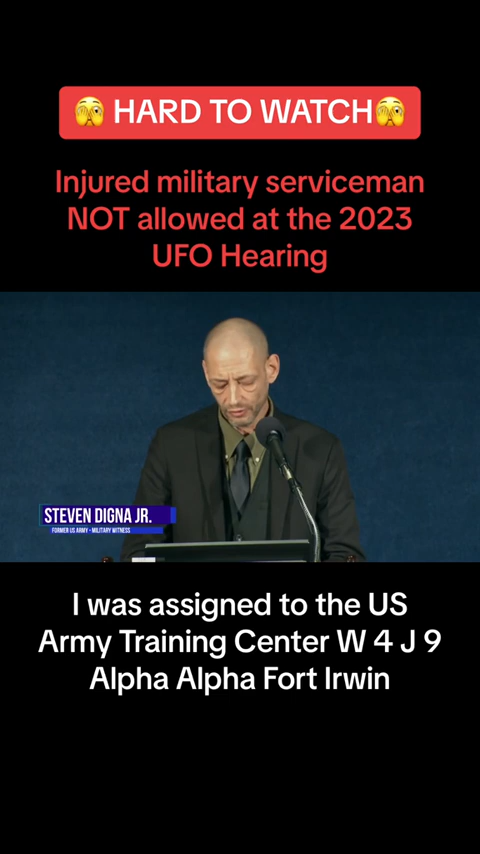 🫣 HARD TO WATCH🫣
Injured military serviceman
NOT allowed at the 2023
UFO Hearing
STEVEN DIGNA JR.
FORMER US ARMY - MILITARY WITNESS
I was assigned to the US
Army Training Center W 4 J 9
Alpha Alpha Fort Irwin